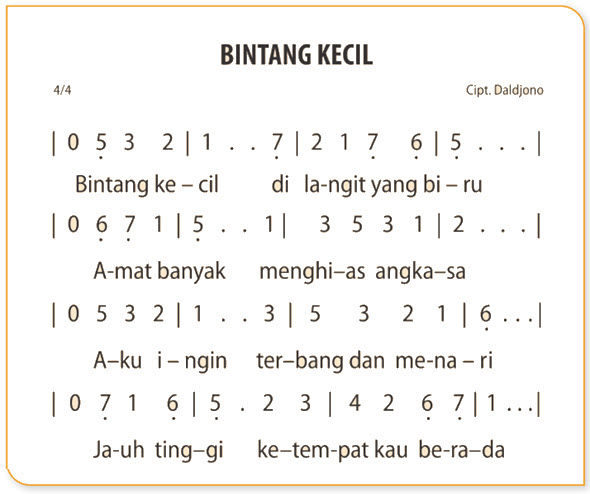 BINTANG KECIL
4/4 Cipt. Daldjono
| 0 5̣ 3 2 | 1 . . 7̣ | 2 1 7̣ 6̣ | 5̣ . . . |
Bintang ke – cil di la-ngit yang bi – ru
| 0 6̣ 7̣ 1 | 5̣ . . 1 | 3 5 3 1 | 2 . . . |
A-mat banyak menghi–as angka–sa
| 0 5 3 2 | 1 . . 3 | 5 3 2 1 | 6̣ . . . |
A–ku i – ngin ter–bang dan me-na – ri
| 0 7̣ 1 6̣ | 5̣ . 2 3 | 4 2 6̣ 7̣ | 1 . . . |
Ja-uh ting–gi ke–tem-pat kau be-ra–da